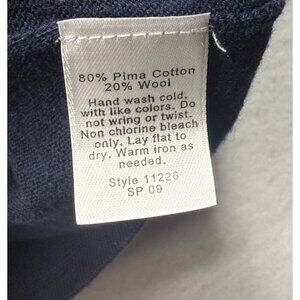 80% Pima Cotton
20% Wool
Hand wash cold,
with like colors. Do
not wring or twist.
Non chlorine bleach
only. Lay flat to
dry. Warm iron as
needed.
Style 11226
SP 09